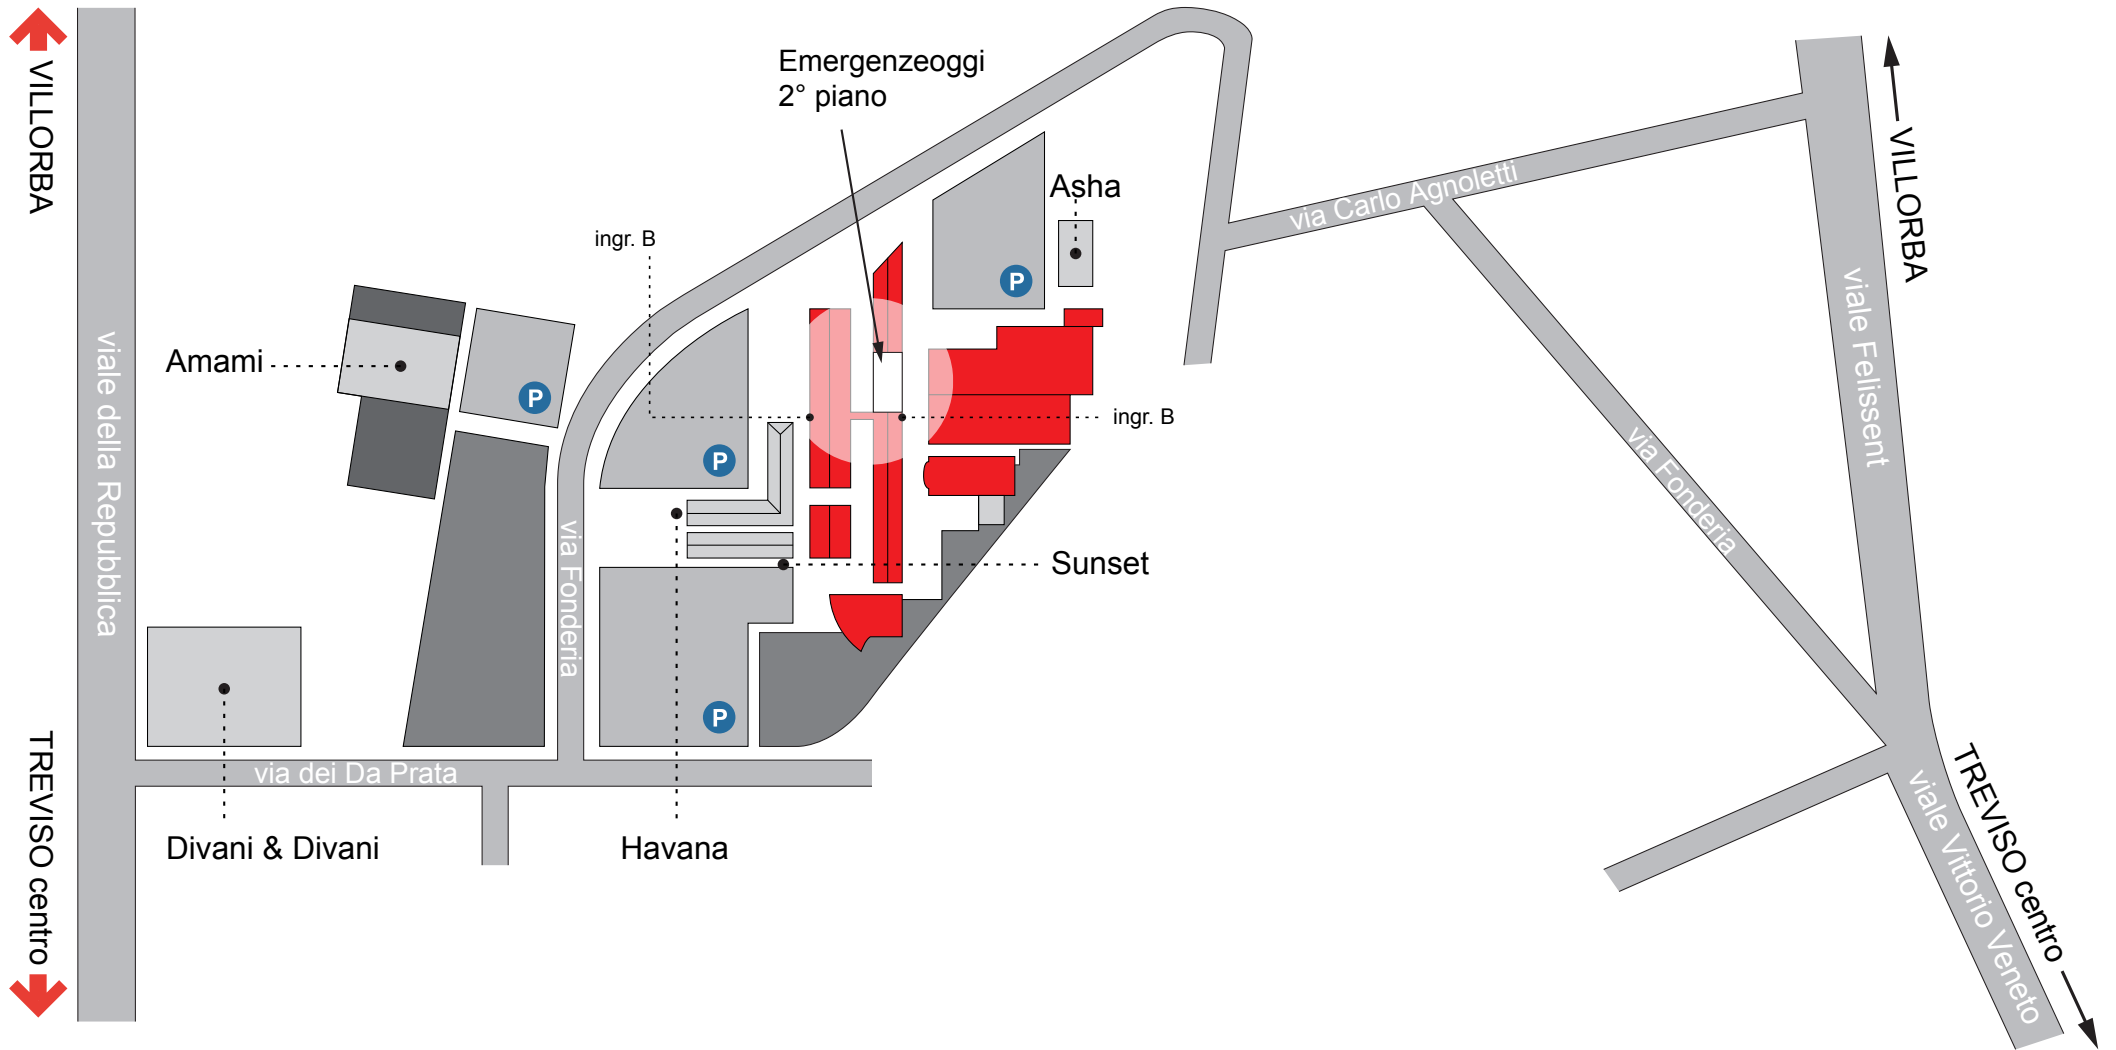 VILLORBA
Emergenzeoggi
2° piano
VILLORBA
Asha
via Carlo Agnoletti
ingr. B
P
viale Felissent
viale della Repubblica
Amami
P
ingr. B
P
via Fonderia
via Fonderia
Sunset
P
TREVISO centro
via dei Da Prata
TREVISO centro
viale Vittorio Veneto
Divani & Divani
Havana